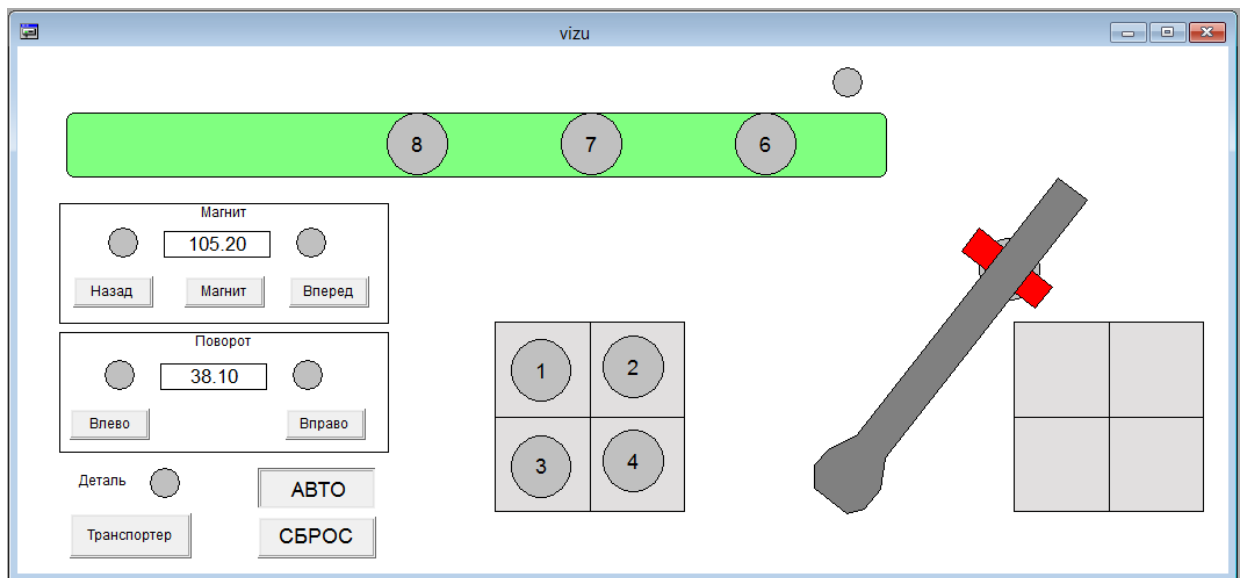 vizu
8 7 6
Магнит
105.20
Назад Магнит Вперед
Поворот
38.10
Влево Вправо
1 2
3 4
Деталь
АВТО
Транспортер
СБРОС